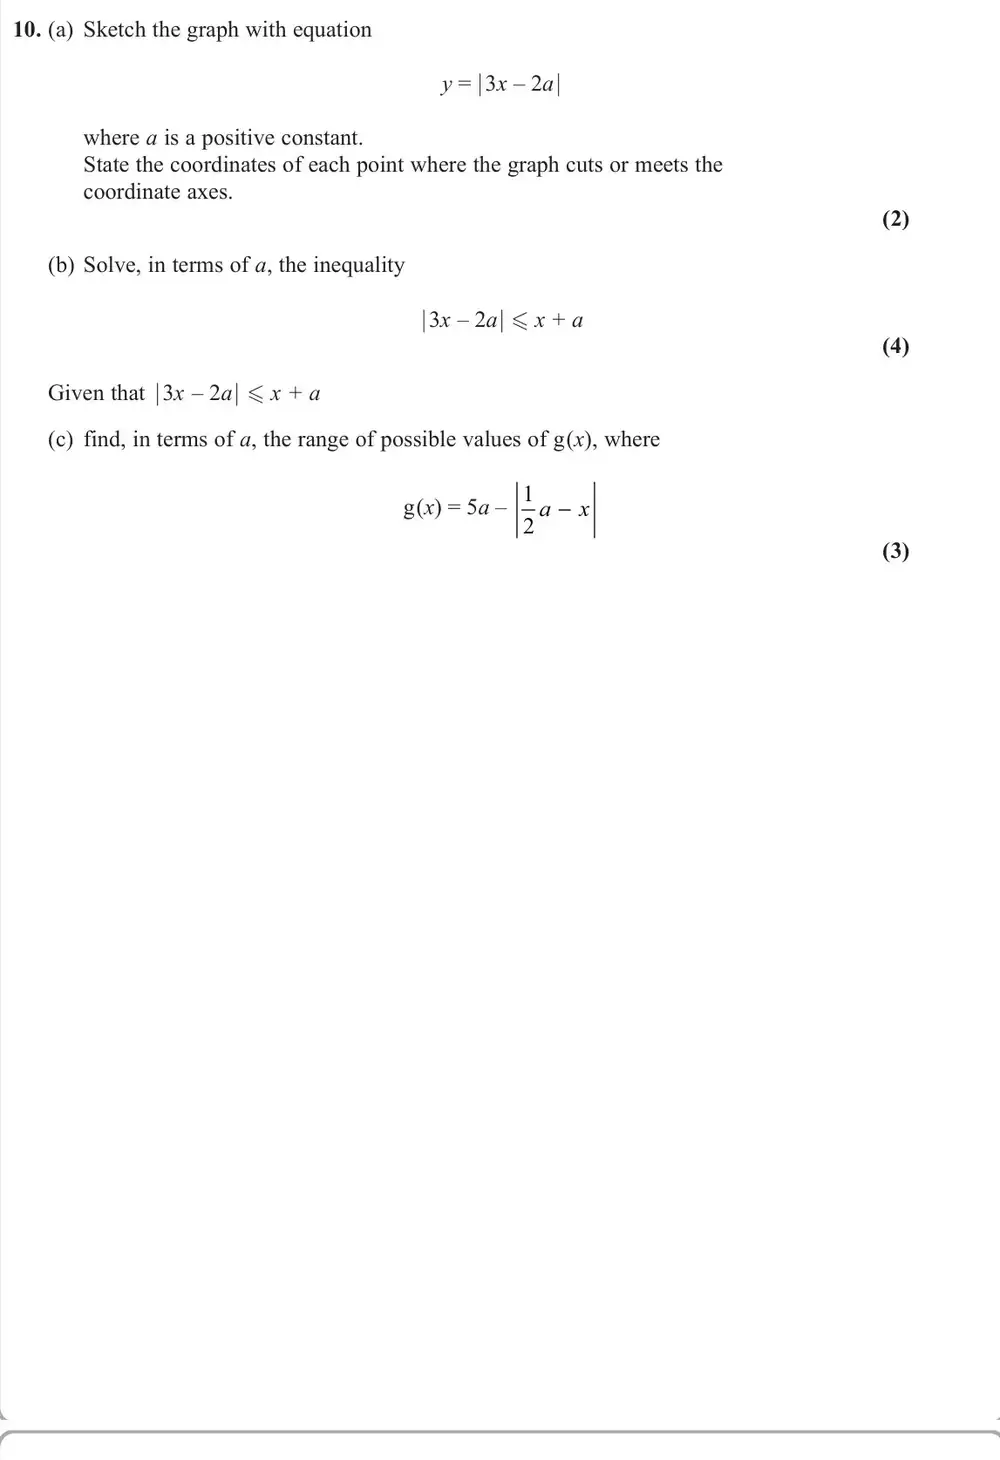 10. (a) Sketch the graph with equation
y = |3x – 2a|
where a is a positive constant.
State the coordinates of each point where the graph cuts or meets the
coordinate axes.
(2)
(b) Solve, in terms of a, the inequality
|3x – 2a| ⩽ x + a
(4)
Given that |3x – 2a| ⩽ x + a
(c) find, in terms of a, the range of possible values of g(x), where
g(x) = 5a – |1/2 a – x|
(3)